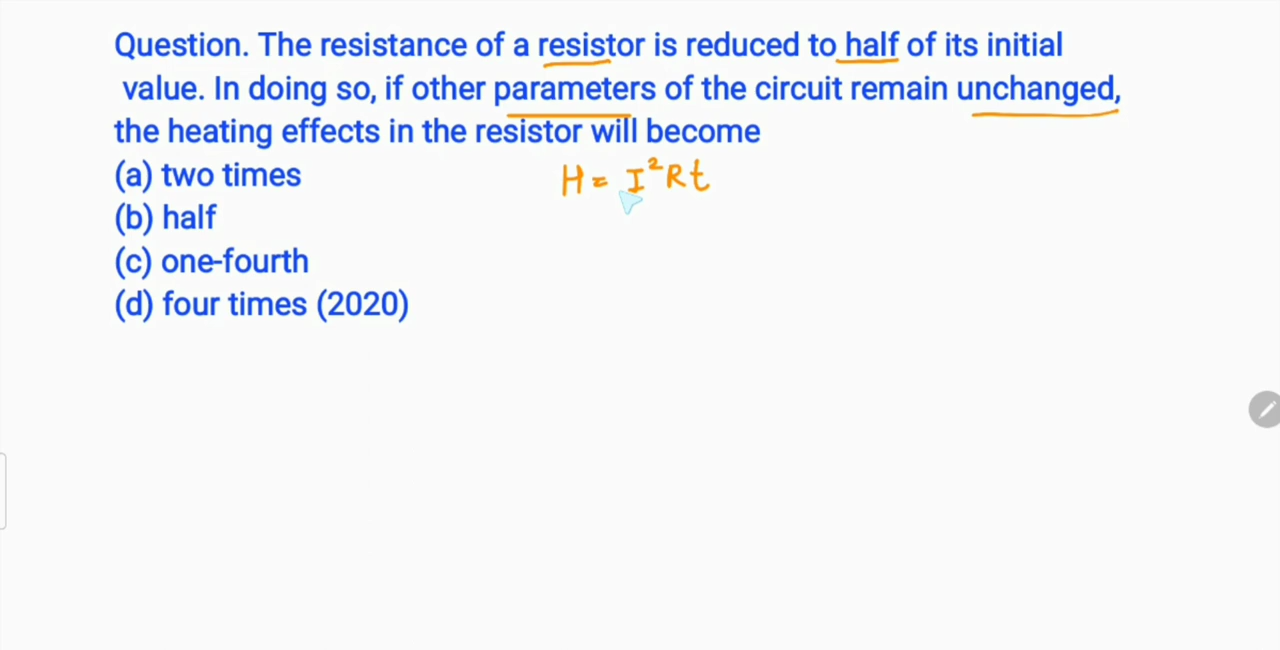 Question. The resistance of a resistor is reduced to half of its initial
value. In doing so, if other parameters of the circuit remain unchanged,
the heating effects in the resistor will become
(a) two times
H = I²Rt
(b) half
(c) one-fourth
(d) four times (2020)